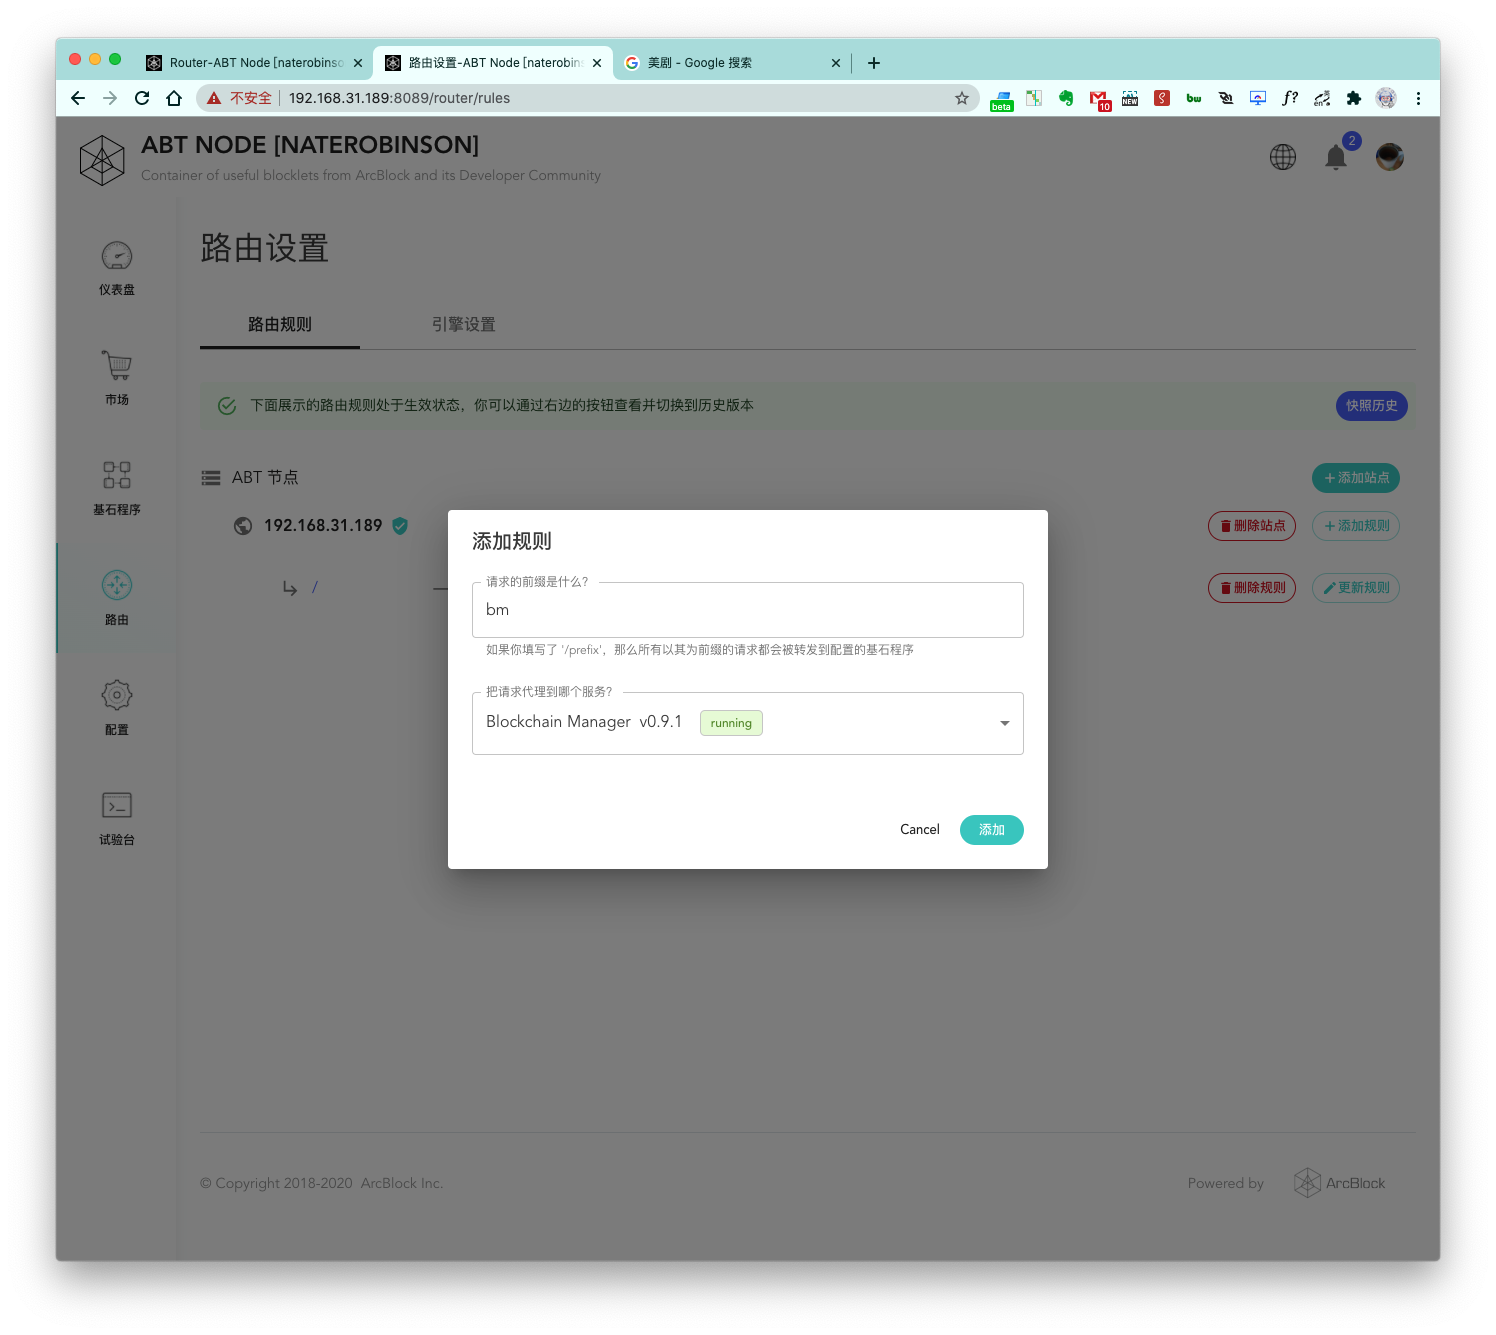 Router-ABT Node [naterobinso
路由设置-ABT Node [naterobins
美剧 - Google 搜索
不安全
192.168.31.189:8089/router/rules
beta
10
NEW
bw
f?
en英
ABT NODE [NATEROBINSON]
Container of useful blocklets from ArcBlock and its Developer Community
2
仪表盘
市场
基石程序
路由
配置
试验台
路由设置
路由规则
引擎设置
下面展示的路由规则处于生效状态，你可以通过右边的按钮查看并切换到历史版本
快照历史
ABT 节点
添加站点
192.168.31.189
删除站点
添加规则
/
删除规则
更新规则
添加规则
请求的前缀是什么?
bm
如果你填写了 '/prefix'，那么所有以其为前缀的请求都会被转发到配置的基石程序
把请求代理到哪个服务?
Blockchain Manager v0.9.1 running
Cancel
添加
© Copyright 2018-2020 ArcBlock Inc.
Powered by
ArcBlock